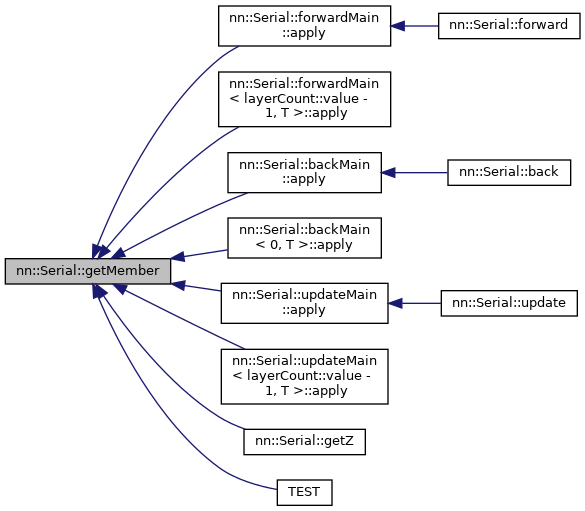 nn::Serial::forwardMain
::apply
nn::Serial::forward
nn::Serial::forwardMain
< layerCount::value -
1, T >::apply
nn::Serial::backMain
::apply
nn::Serial::back
nn::Serial::backMain
< 0, T >::apply
nn::Serial::getMember
nn::Serial::updateMain
::apply
nn::Serial::update
nn::Serial::updateMain
< layerCount::value -
1, T >::apply
nn::Serial::getZ
TEST